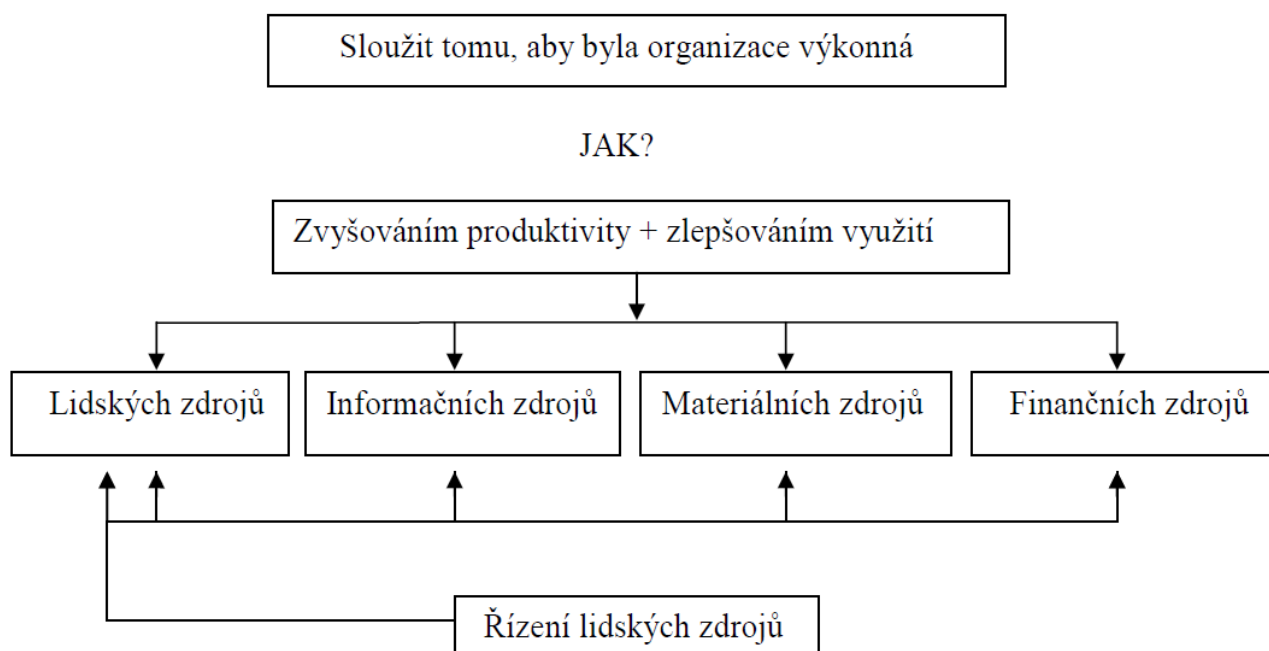 Sloužit tomu, aby byla organizace výkonná
JAK?
Zvyšováním produktivity + zlepšováním využití
Lidských zdrojů
Informačních zdrojů
Materiálních zdrojů
Finančních zdrojů
Řízení lidských zdrojů